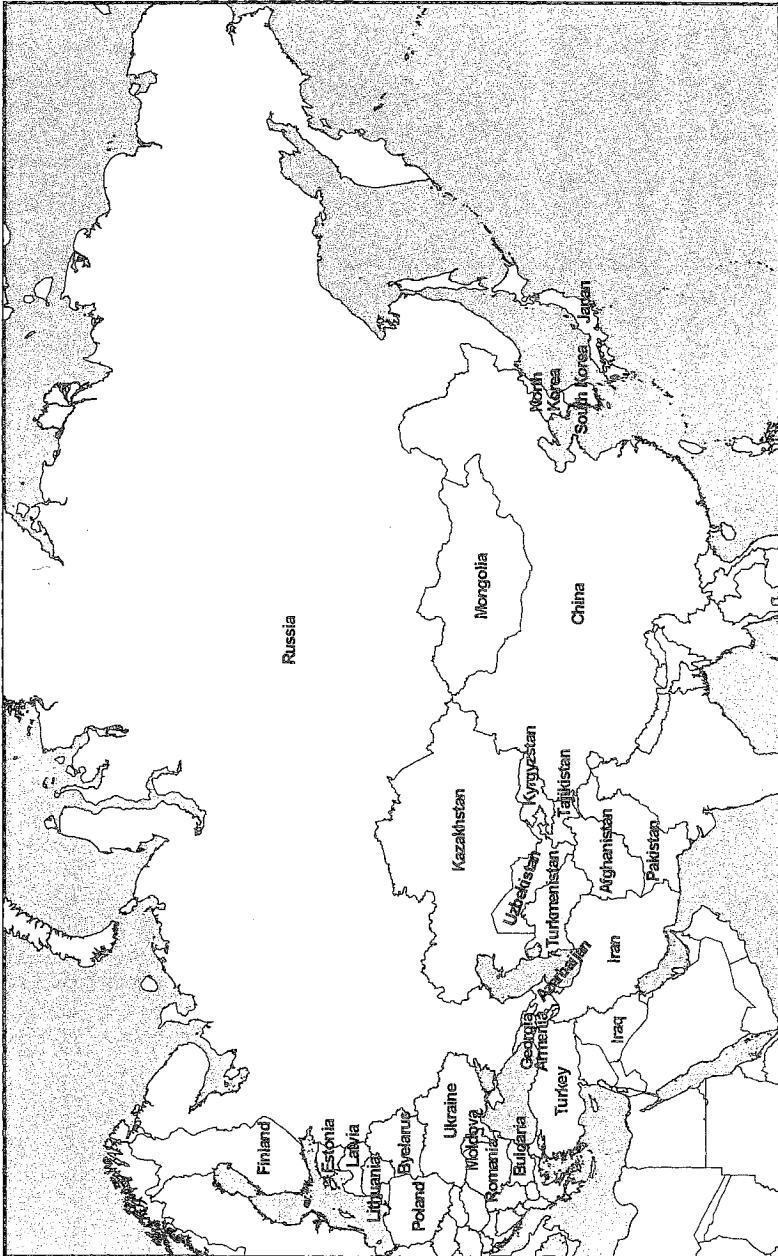 Russia
Finland
Estonia
Latvia
Lithuania
Byelarus
Poland
Ukraine
Moldova
Romania
Bulgaria
Kazakhstan
Mongolia
Georgia
Armenia
Azerbaijan
Turkey
Uzbekistan
Turkmenistan
Kyrgyzstan
Tajikistan
Afghanistan
Pakistan
Iran
Iraq
China
North
Korea
South Korea
Japan